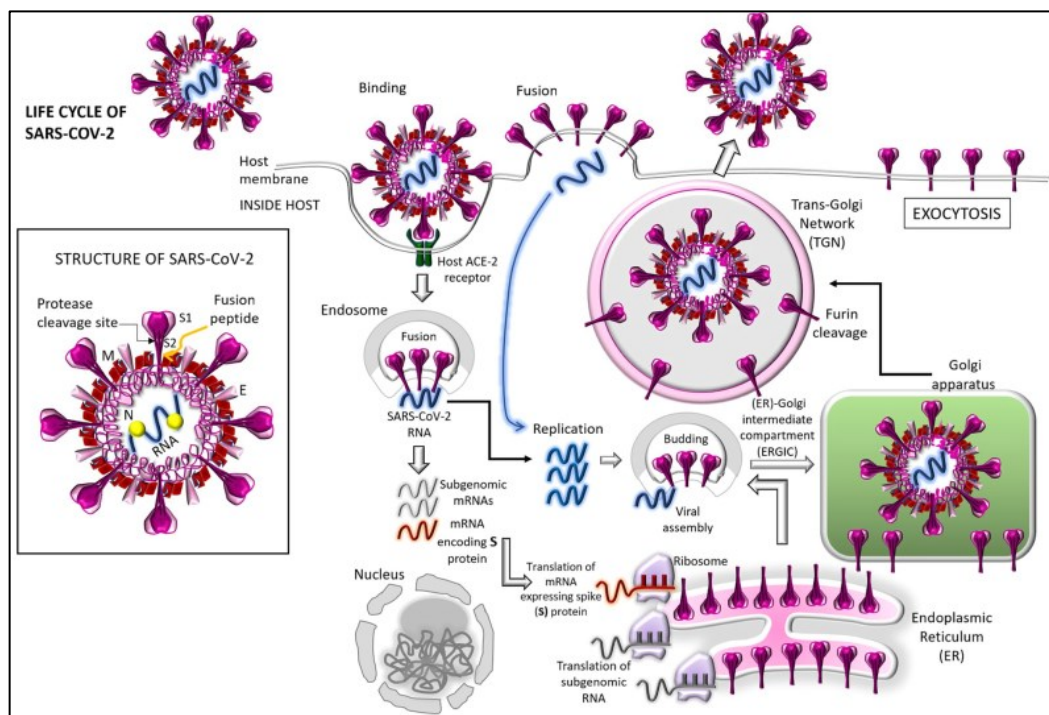 LIFE CYCLE OF
SARS-COV-2
Binding
Fusion
Host
membrane
INSIDE HOST
Host ACE-2
receptor
EXOCYTOSIS
Trans-Golgi
Network
(TGN)
Furin
cleavage
Golgi
apparatus
STRUCTURE OF SARS-CoV-2
Protease
cleavage site
S1
S2
Fusion
peptide
M
E
N
RNA
Endosome
Fusion
SARS-CoV-2
RNA
Replication
Budding
Viral
assembly
(ER)-Golgi
intermediate
compartment
(ERGIC)
Subgenomic
mRNAs
mRNA
encoding S
protein
Nucleus
Translation of
mRNA
expressing spike
(S) protein
Ribosome
Translation of
subgenomic
RNA
Endoplasmic
Reticulum
(ER)